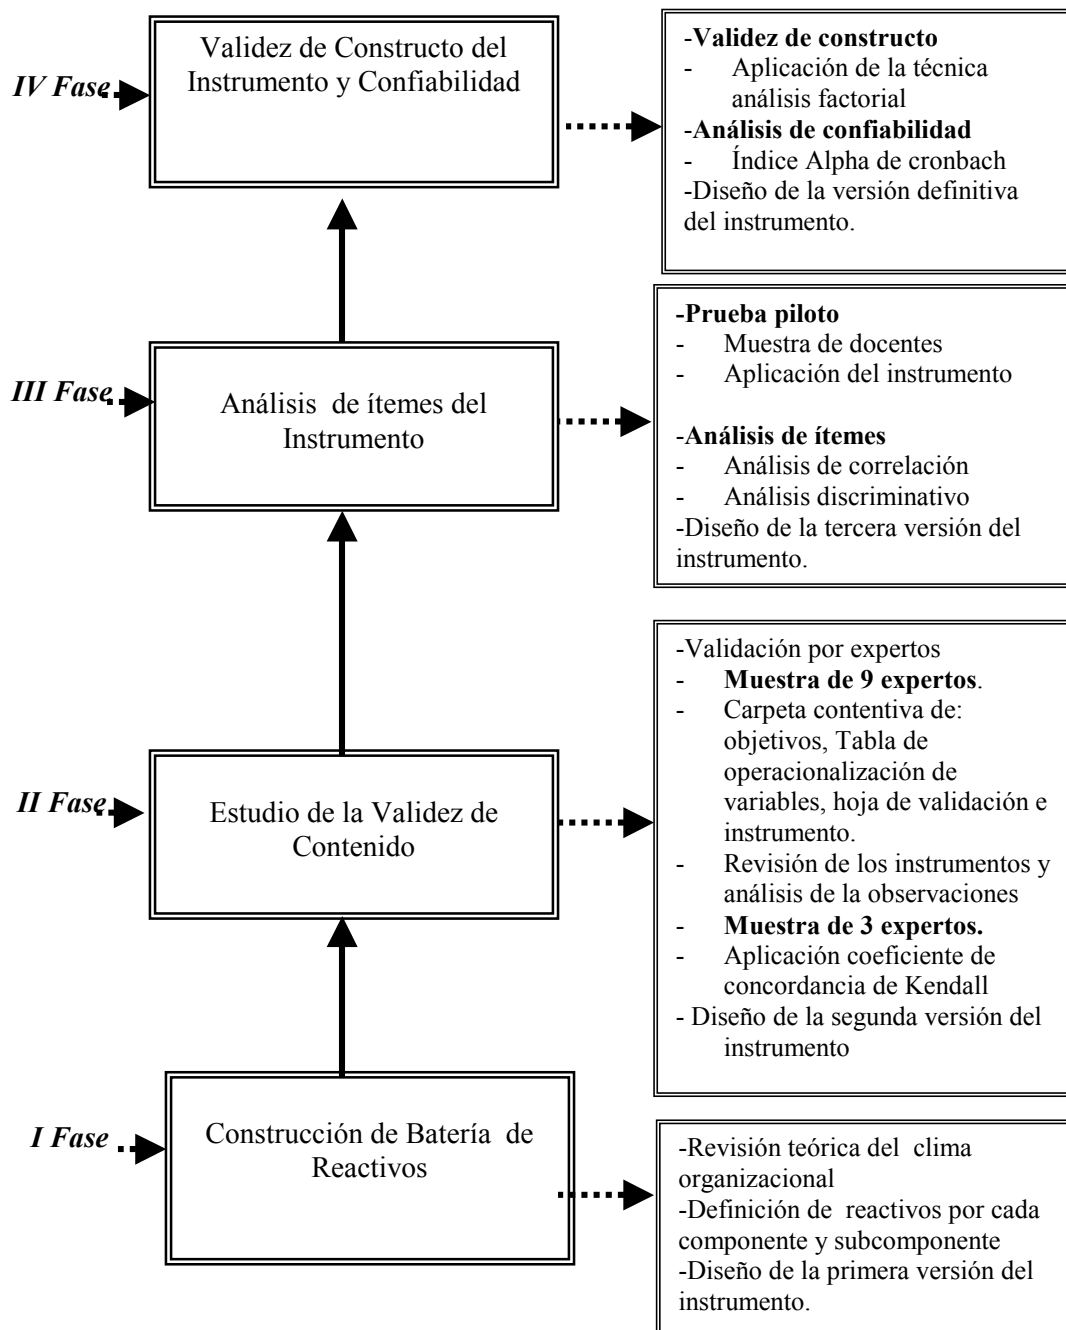 IV Fase
Validez de Constructo del
Instrumento y Confiabilidad
-Validez de constructo
- Aplicación de la técnica
análisis factorial
-Análisis de confiabilidad
- Índice Alpha de cronbach
-Diseño de la versión definitiva
del instrumento.
III Fase
Análisis de ítemes del
Instrumento
-Prueba piloto
- Muestra de docentes
- Aplicación del instrumento
-Análisis de ítemes
- Análisis de correlación
- Análisis discriminativo
-Diseño de la tercera versión del
instrumento.
II Fase
Estudio de la Validez de
Contenido
-Validación por expertos
- Muestra de 9 expertos.
- Carpeta contentiva de:
objetivos, Tabla de
operacionalización de
variables, hoja de validación e
instrumento.
- Revisión de los instrumentos y
análisis de la observaciones
- Muestra de 3 expertos.
- Aplicación coeficiente de
concordancia de Kendall
- Diseño de la segunda versión del
instrumento
I Fase
Construcción de Batería de
Reactivos
-Revisión teórica del clima
organizacional
-Definición de reactivos por cada
componente y subcomponente
-Diseño de la primera versión del
instrumento.